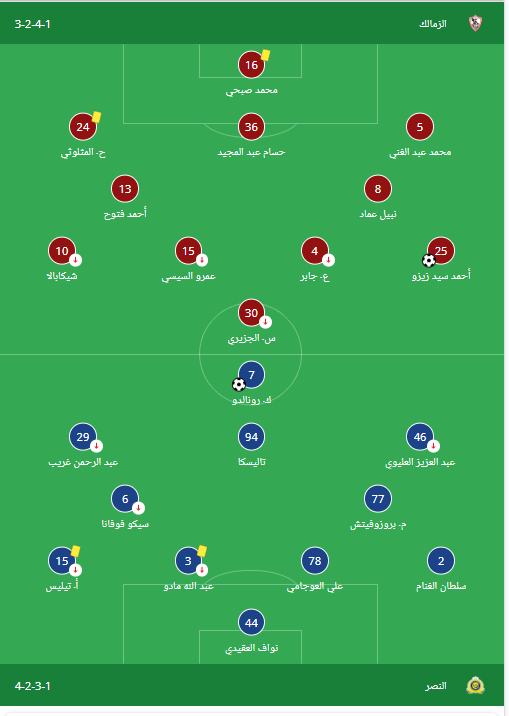 الزمالك 3-2-4-1
16
محمد صبحي
5 36 24
محمد عبد الغني حسام عبد المجيد ح. المثلوثي
8 13
نبيل عماد أحمد فتوح
25 4 15 10
أحمد سيد زيزو ع. جابر عمرو السيسي شيكابالا
30
س. الجزيري
7
ك. رونالدو
46 94 29
عبد العزيز العليوي تاليسكا عبد الرحمن غريب
77 6
م. بروزوفيتش سيكو فوفانا
2 78 3 15
سلطان الغنام علي العوجامي عبد الله مادو أ. تيليس
44
نواف العقيدي
النصر 4-2-3-1